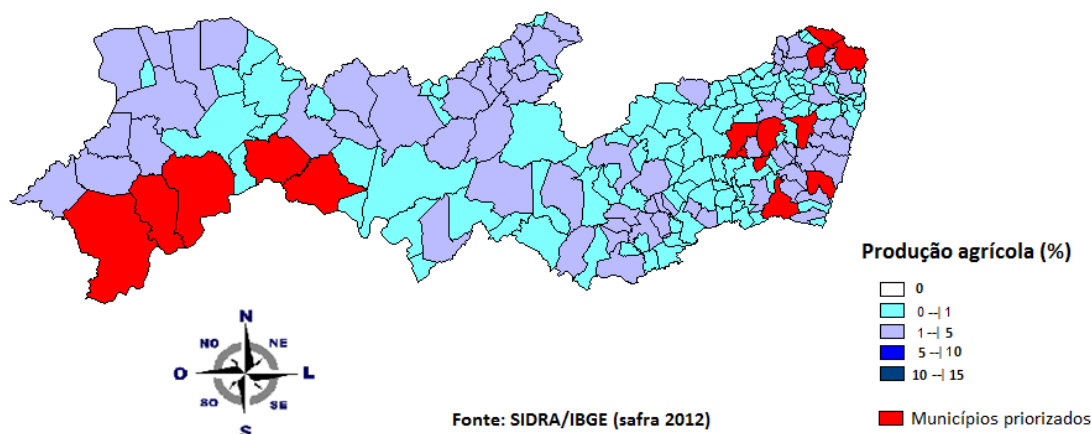 Produção agrícola (%)
0
0 --| 1
1 --| 5
5 --| 10
10 --| 15
Municípios priorizados
N
NO NE
O L
SO SE
S
Fonte: SIDRA/IBGE (safra 2012)